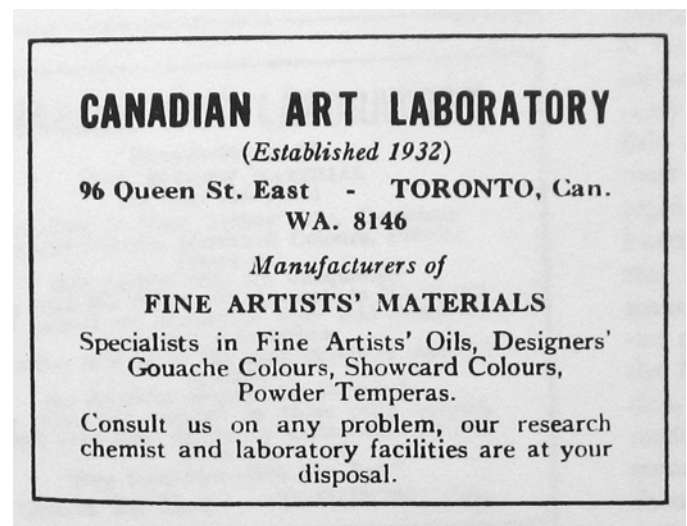 CANADIAN ART LABORATORY
(Established 1932)
96 Queen St. East - TORONTO, Can.
WA. 8146
Manufacturers of
FINE ARTISTS' MATERIALS
Specialists in Fine Artists' Oils, Designers'
Gouache Colours, Showcard Colours,
Powder Temperas.
Consult us on any problem, our research
chemist and laboratory facilities are at your
disposal.